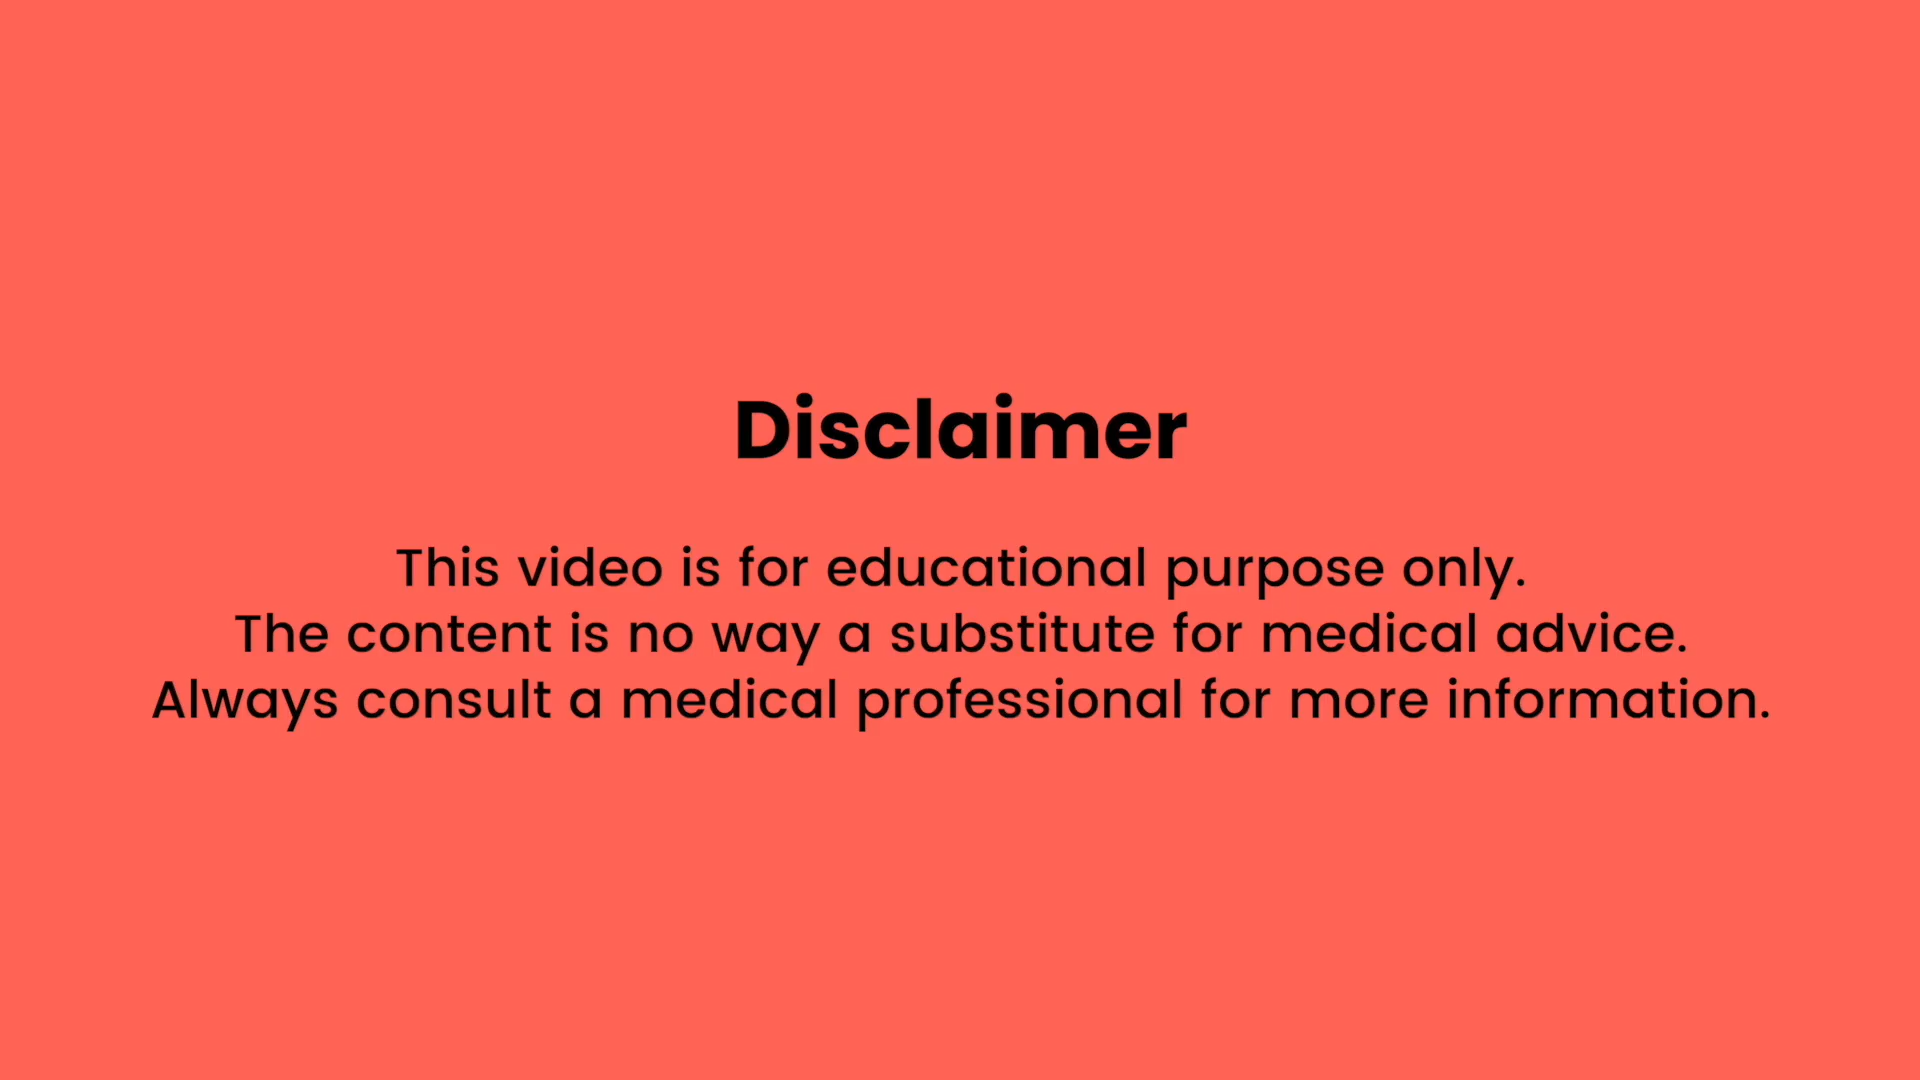 Disclaimer
This video is for educational purpose only.
The content is no way a substitute for medical advice.
Always consult a medical professional for more information.